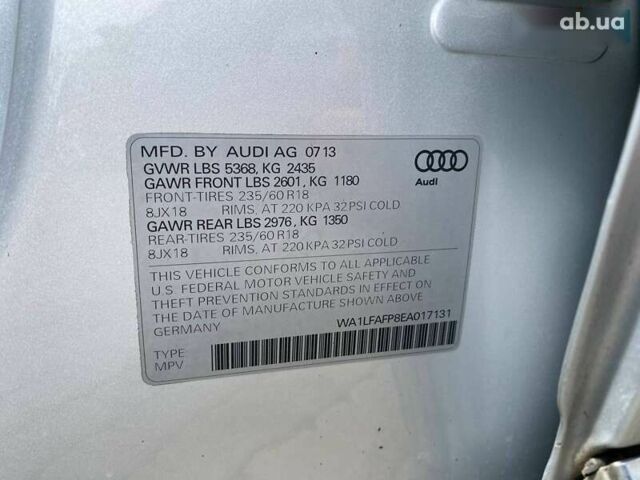 ab.ua
MFD. BY AUDI AG 0713
GVWR LBS 5368, KG 2435
GAWR FRONT LBS 2601, KG 1180
FRONT-TIRES 235/60 R18
8JX18 RIMS, AT 220 KPA 32 PSI COLD
GAWR REAR LBS 2976, KG 1350
REAR-TIRES 235/60 R18
8JX18 RIMS, AT 220 KPA 32 PSI COLD
Audi
THIS VEHICLE CONFORMS TO ALL APPLICABLE
U.S. FEDERAL MOTOR VEHICLE SAFETY AND
THEFT PREVENTION STANDARDS IN EFFECT ON
THE DATE OF MANUFACTURE SHOWN ABOVE.
GERMANY
WA1LFAFP8EA017131
TYPE:
MPV